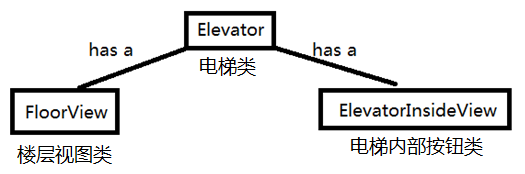 Elevator
has a
has a
电梯类
FloorView
ElevatorInsideView
楼层视图类
电梯内部按钮类